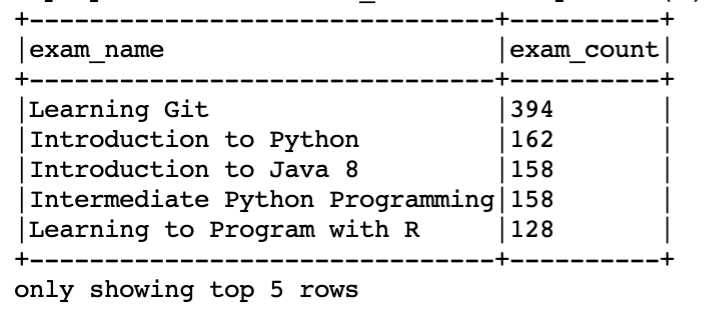 +-------------------------------+----------+
|exam_name                      |exam_count|
+-------------------------------+----------+
|Learning Git                   |394       |
|Introduction to Python         |162       |
|Introduction to Java 8         |158       |
|Intermediate Python Programming|158       |
|Learning to Program with R     |128       |
+-------------------------------+----------+
only showing top 5 rows